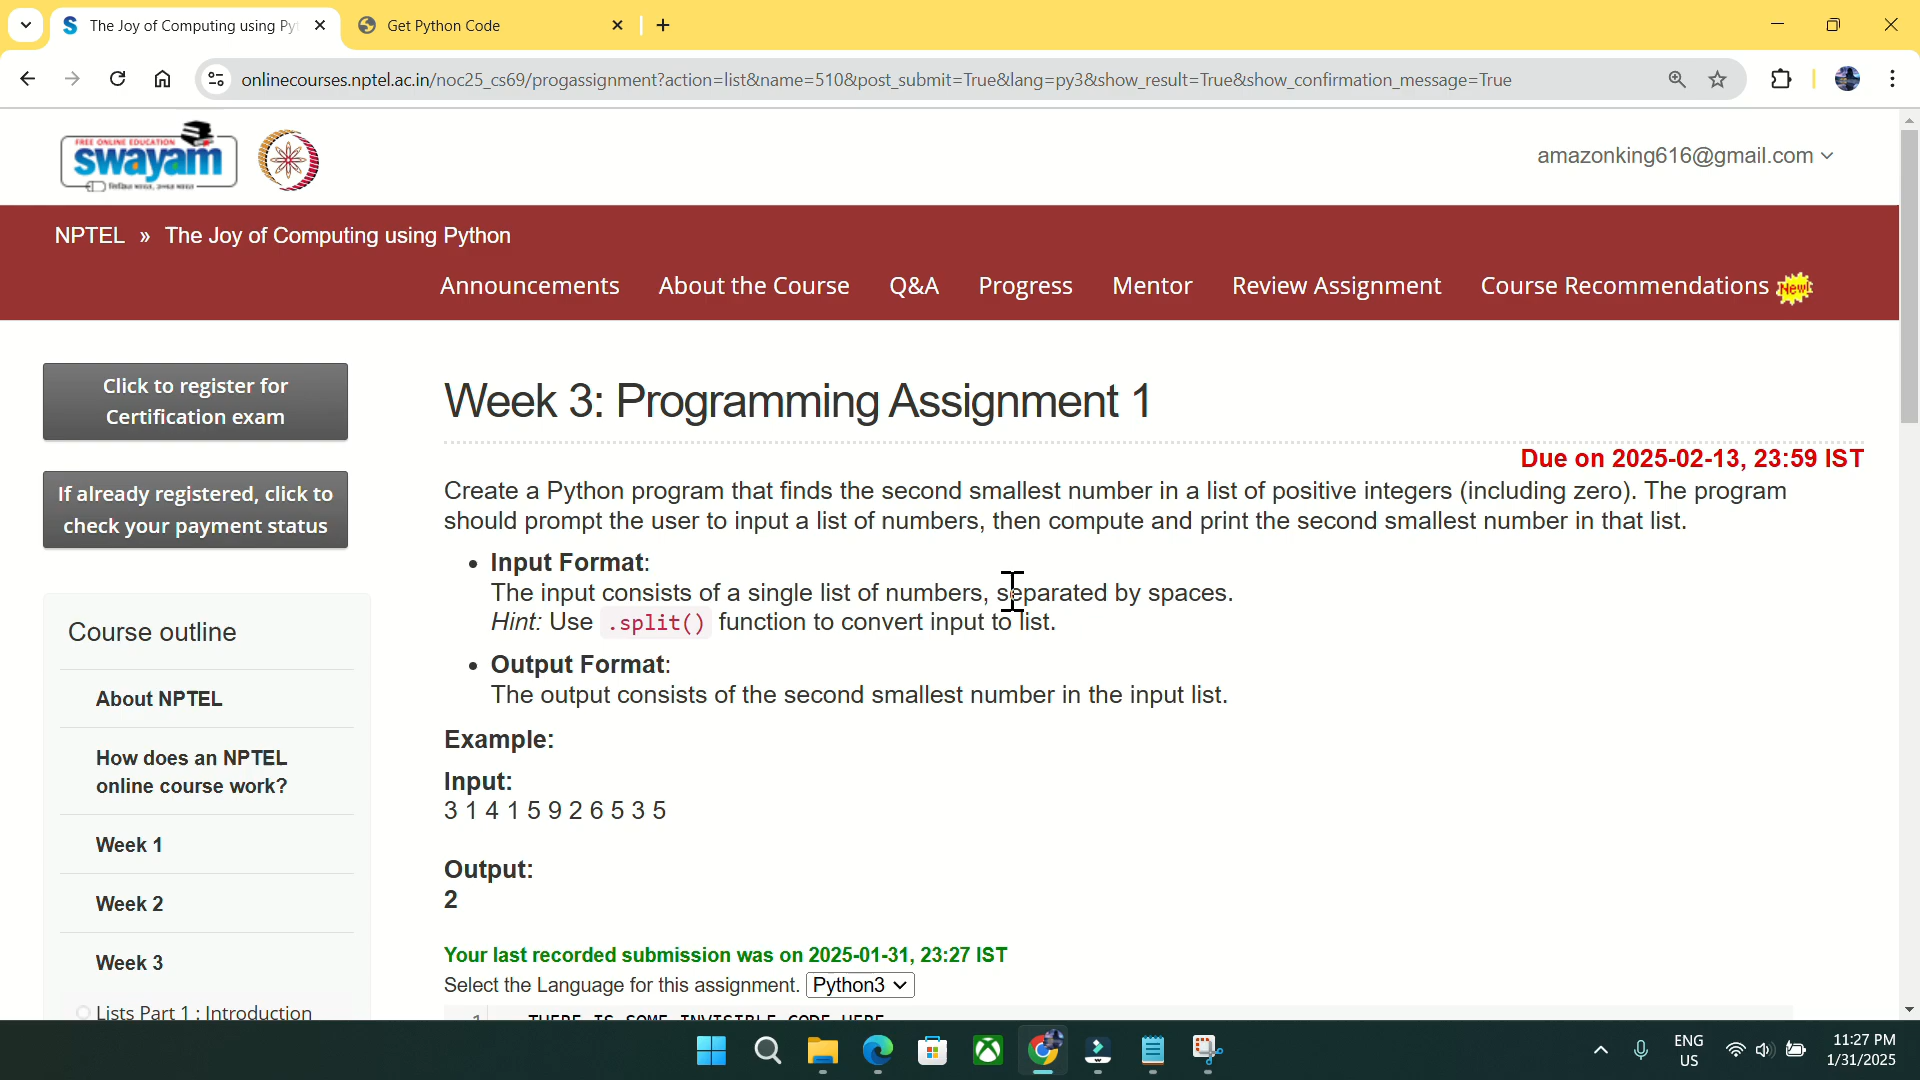 The Joy of Computing using Py
Get Python Code
onlinecourses.nptel.ac.in/noc25_cs69/progassignment?action=list&name=510&post_submit=True&lang=py3&show_result=True&show_confirmation_message=True
FREE ONLINE EDUCATION
swayam
amazonking616@gmail.com
NPTEL » The Joy of Computing using Python
Announcements About the Course Q&A Progress Mentor Review Assignment Course Recommendations New!
Click to register for
Certification exam
If already registered, click to
check your payment status
Course outline
About NPTEL
How does an NPTEL
online course work?
Week 1
Week 2
Week 3
Lists Part 1 : Introduction
Week 3: Programming Assignment 1
Due on 2025-02-13, 23:59 IST
Create a Python program that finds the second smallest number in a list of positive integers (including zero). The program
should prompt the user to input a list of numbers, then compute and print the second smallest number in that list.
• Input Format:
The input consists of a single list of numbers, separated by spaces.
Hint: Use .split() function to convert input to list.
• Output Format:
The output consists of the second smallest number in the input list.
Example:
Input:
3 1 4 1 5 9 2 6 5 3 5
Output:
2
Your last recorded submission was on 2025-01-31, 23:27 IST
Select the Language for this assignment. Python3
1 THERE IS SOME INVISIBLE CODE HERE
ENG
US
11:27 PM
1/31/2025